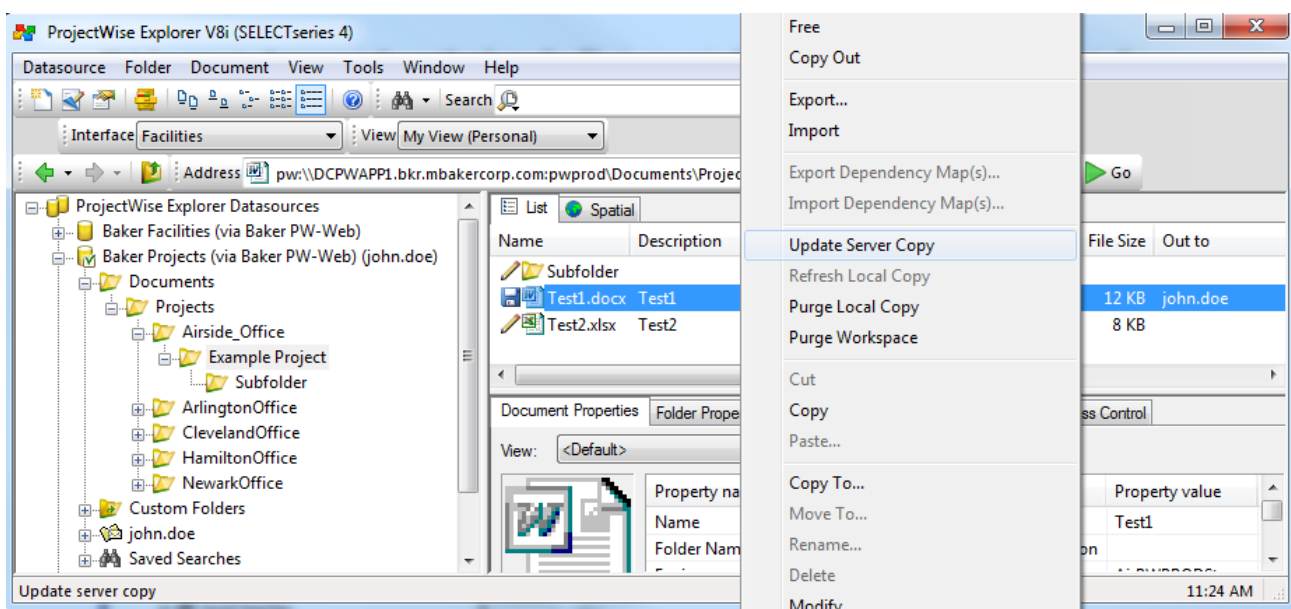 ProjectWise Explorer V8i (SELECTseries 4)
Datasource Folder Document View Tools Window Help
Search
Interface Facilities View My View (Personal)
Address pw:\\DCPWAPP1.bkr.mbakercorp.com:pwprod\Documents\Projec Go
ProjectWise Explorer Datasources
Baker Facilities (via Baker PW-Web)
Baker Projects (via Baker PW-Web) (john.doe)
Documents
Projects
Airside_Office
Example Project
Subfolder
ArlingtonOffice
ClevelandOffice
HamiltonOffice
NewarkOffice
Custom Folders
john.doe
Saved Searches
List Spatial
Name Description File Size Out to
Subfolder
Test1.docx Test1 12 KB john.doe
Test2.xlsx Test2 8 KB
Document Properties Folder Prope ss Control
View: <Default>
Property na Property value
Name Test1
Folder Nam on
Free
Copy Out
Export...
Import
Export Dependency Map(s)...
Import Dependency Map(s)...
Update Server Copy
Refresh Local Copy
Purge Local Copy
Purge Workspace
Cut
Copy
Paste...
Copy To...
Move To...
Rename...
Delete
Modify
Update server copy 11:24 AM